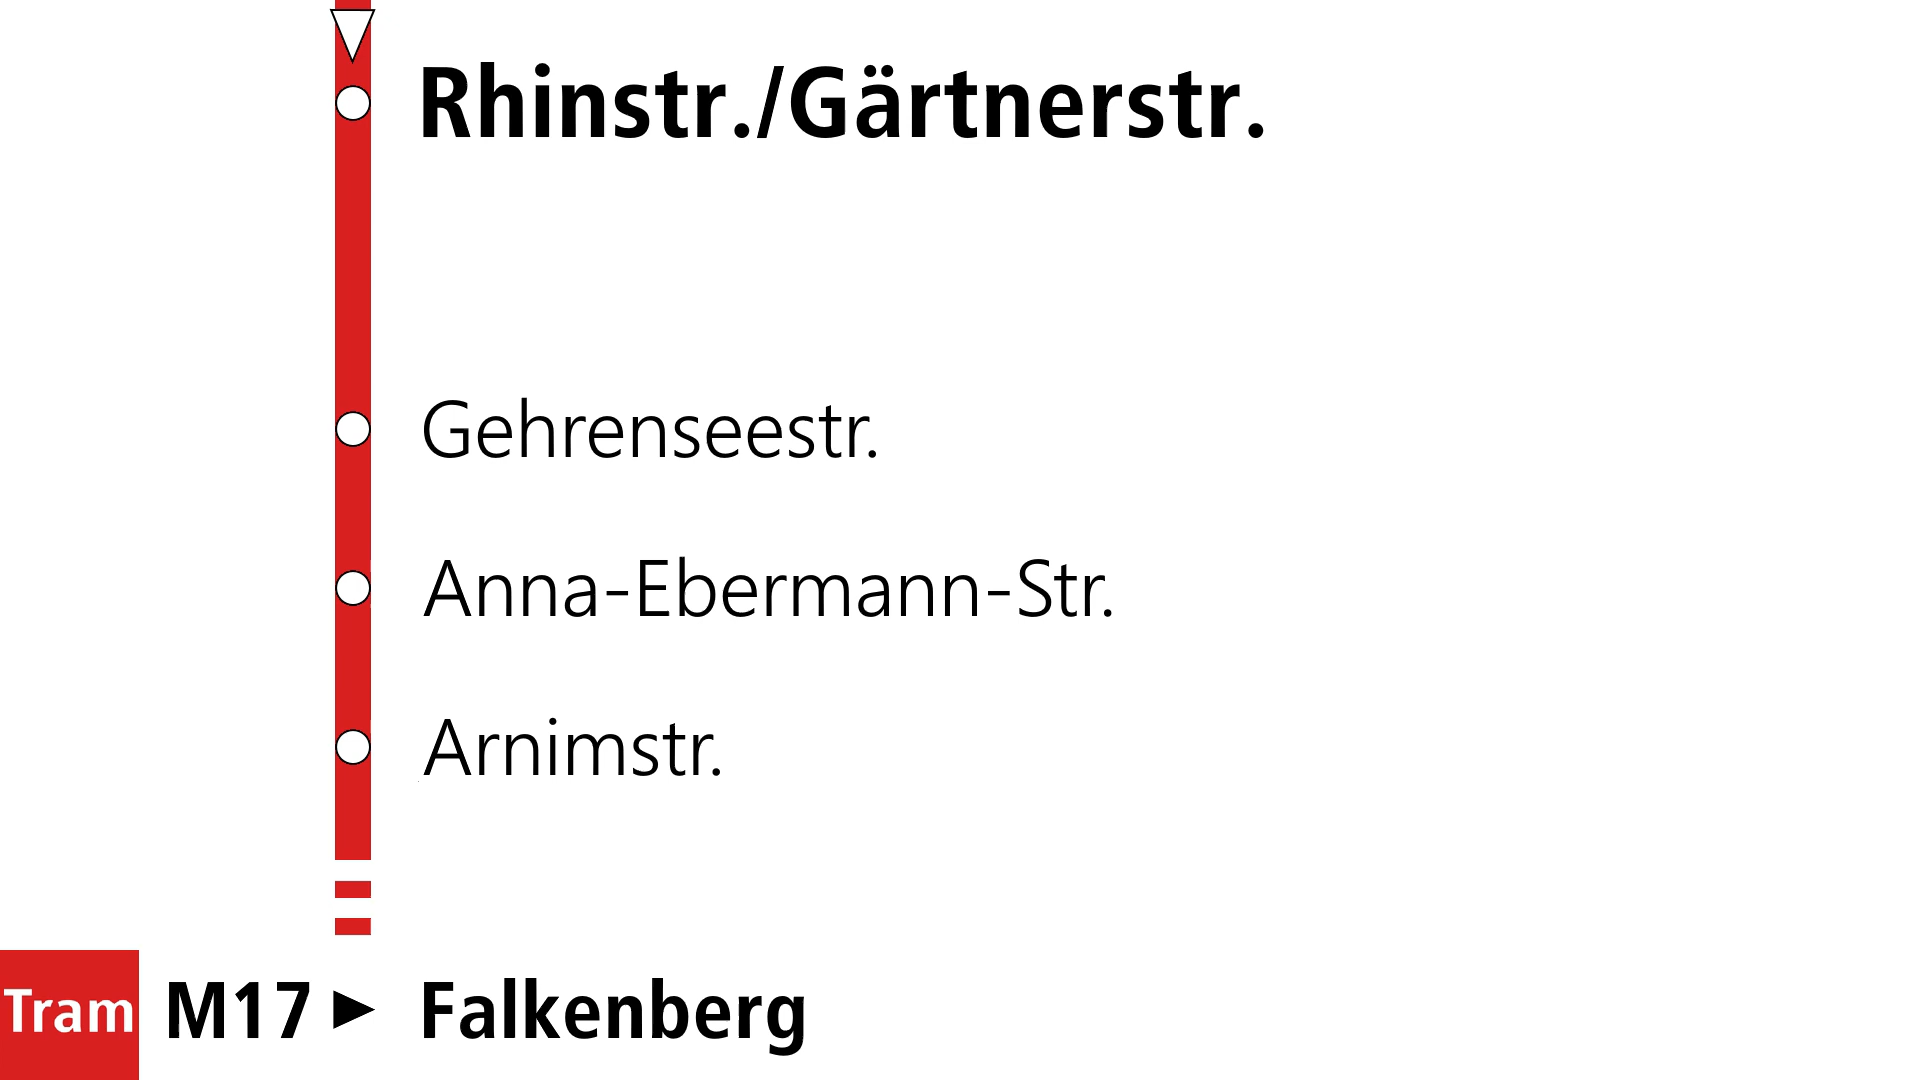 Rhinstr./Gärtnerstr.
Gehrenseestr.
Anna-Ebermann-Str.
Arnimstr.
Tram M17 ► Falkenberg